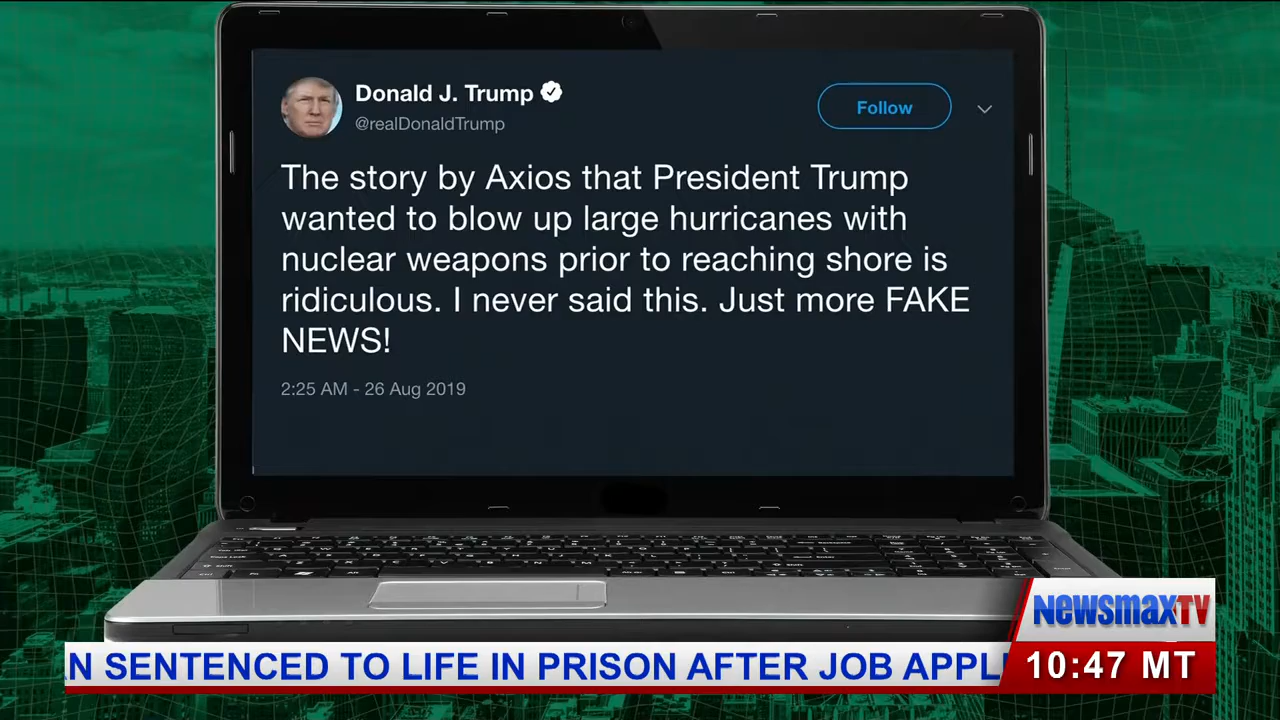 Donald J. Trump
@realDonaldTrump
Follow
The story by Axios that President Trump
wanted to blow up large hurricanes with
nuclear weapons prior to reaching shore is
ridiculous. I never said this. Just more FAKE
NEWS!
2:25 AM - 26 Aug 2019
NEWSMAXTV
N SENTENCED TO LIFE IN PRISON AFTER JOB APPL
10:47 MT